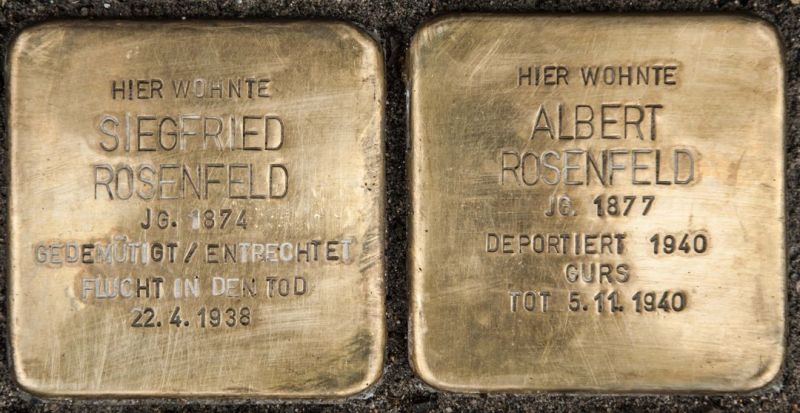 HIER WOHNTE
SIEGFRIED
ROSENFELD
JG. 1874
GEDEMÜTIGT / ENTRECHTET
FLUCHT IN DEN TOD
22.4.1938
HIER WOHNTE
ALBERT
ROSENFELD
JG. 1877
DEPORTIERT 1940
GURS
TOT 5.11.1940